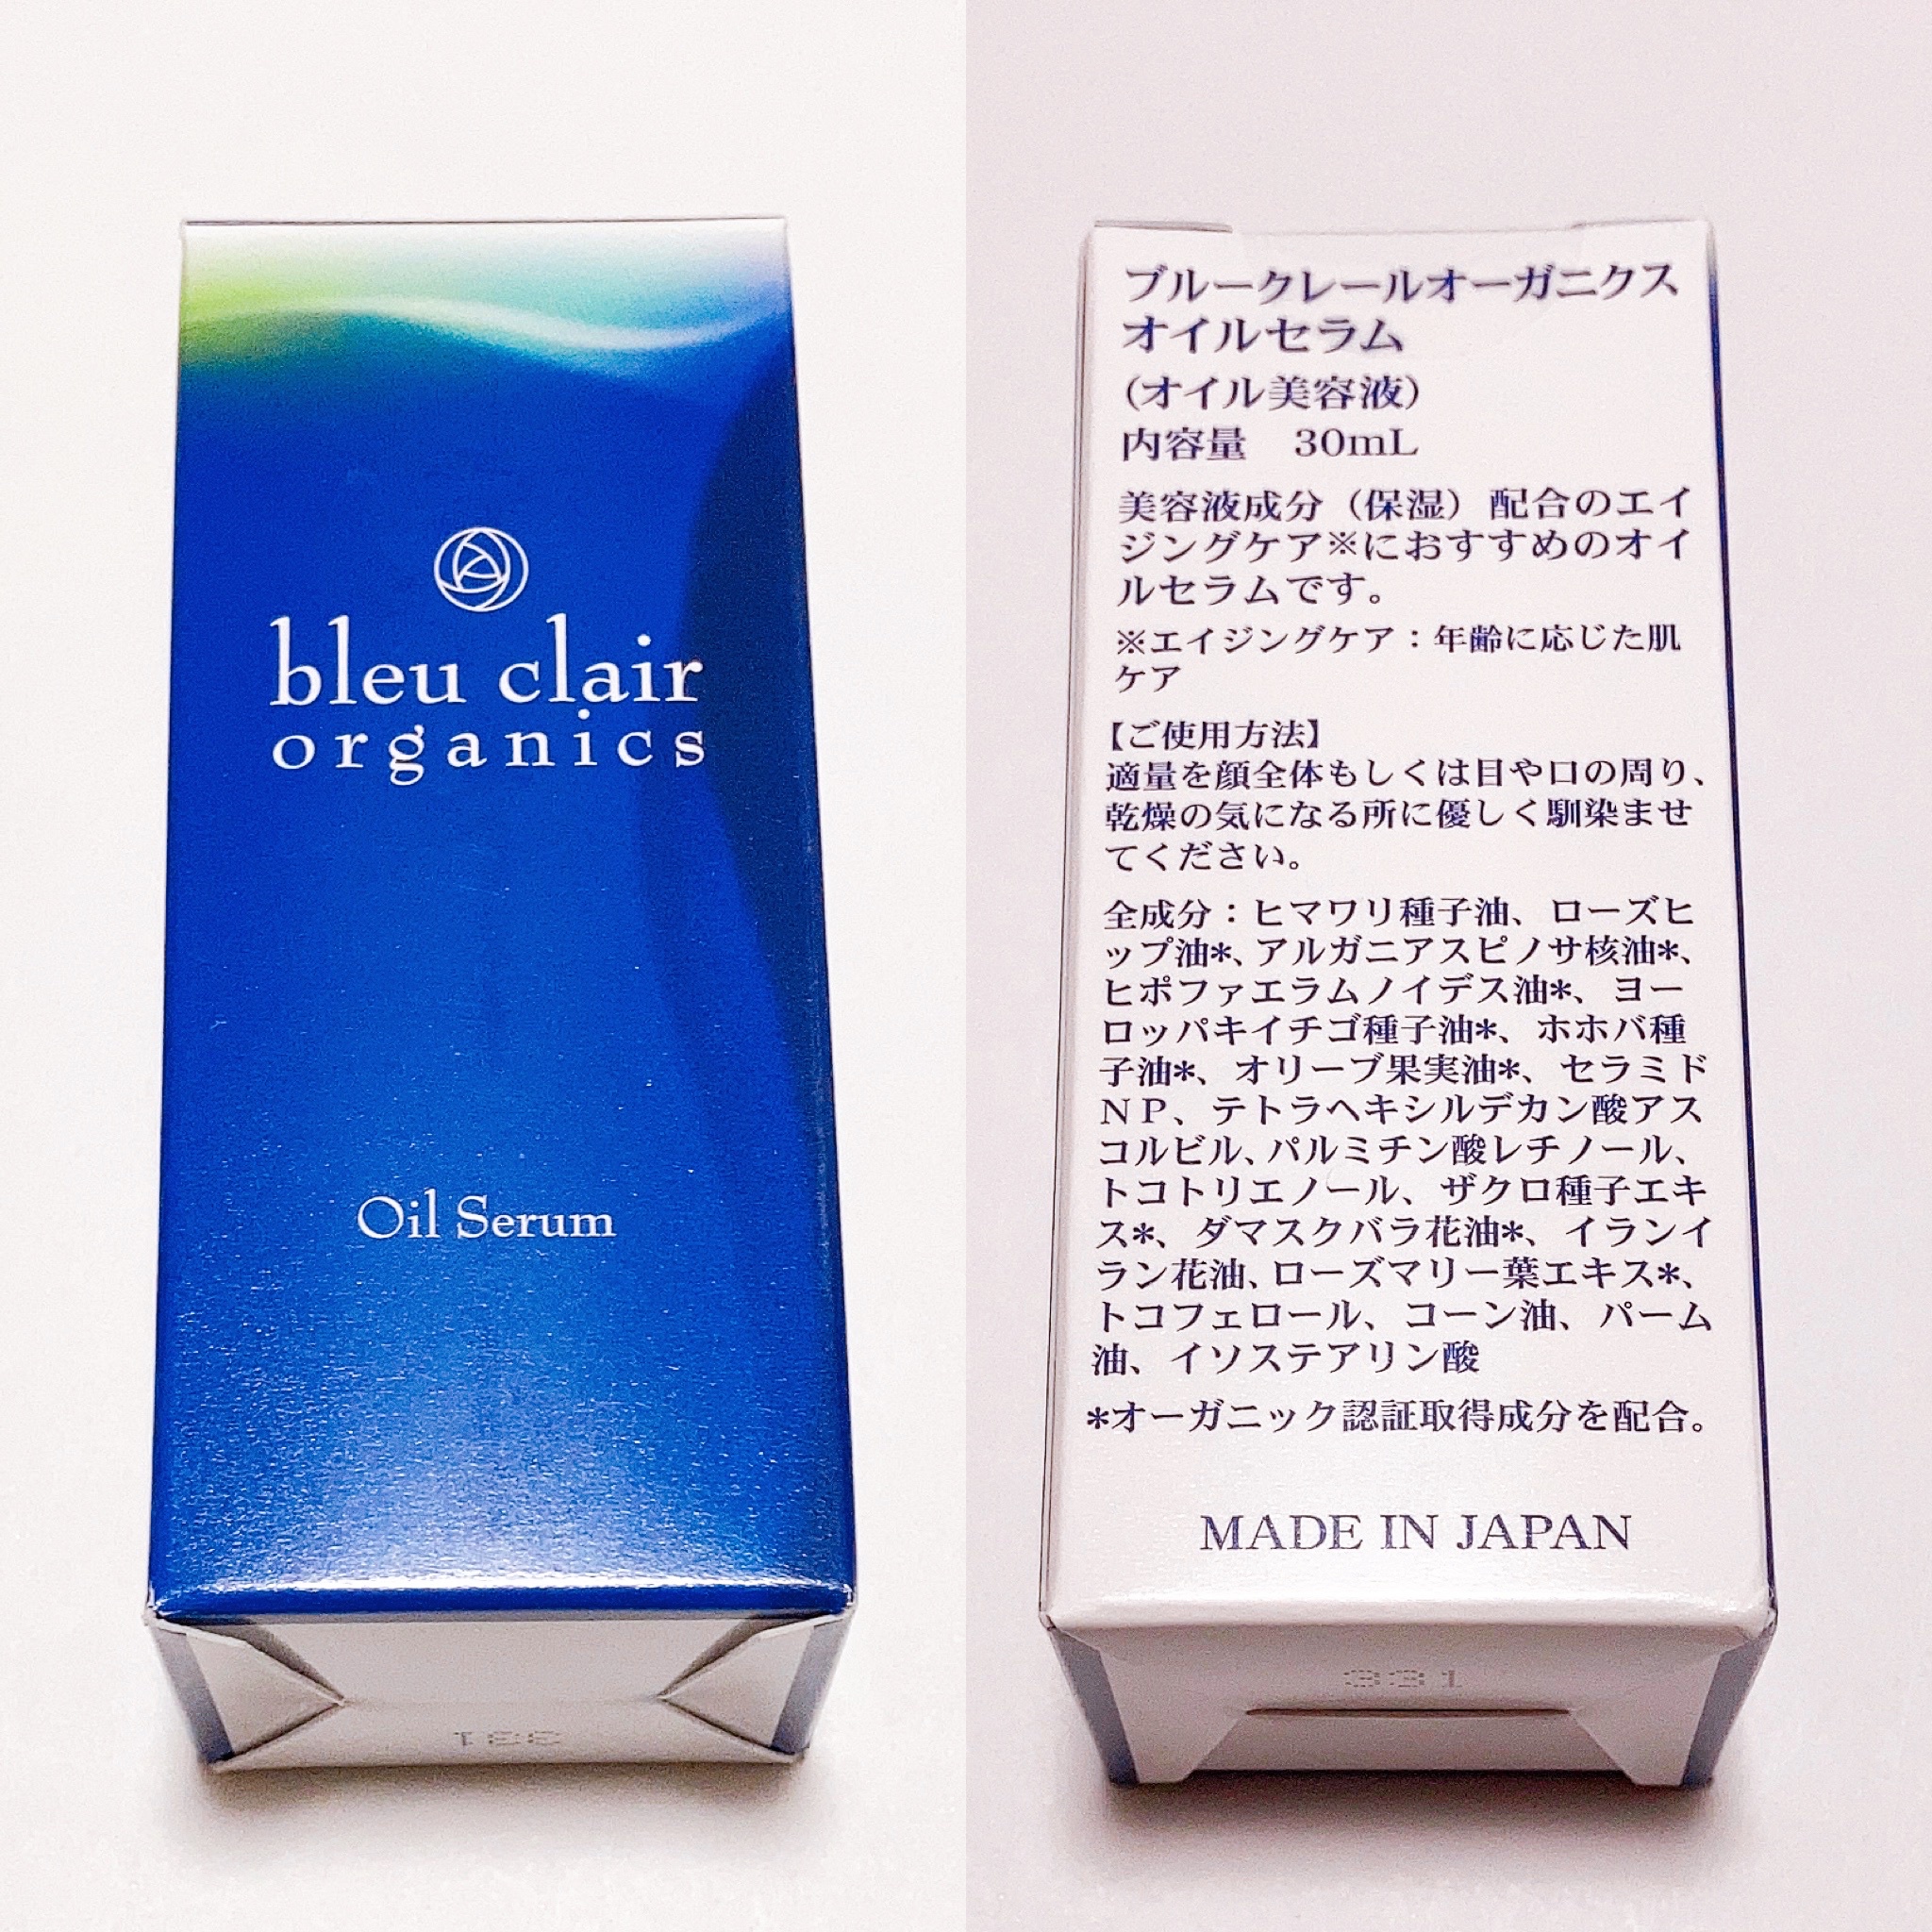 bleu clair
organics
Oil Serum
331
ブルークレールオーガニクス
オイルセラム
(オイル美容液)
内容量　30mL
美容液成分（保湿）配合のエイ
ジングケア※におすすめのオイ
ルセラムです。
※エイジングケア：年齢に応じた肌
ケア
【ご使用方法】
適量を顔全体もしくは目や口の周り、
乾燥の気になる所に優しく馴染ませ
てください。
全成分：ヒマワリ種子油、ローズヒ
ップ油*、アルガニアスピノサ核油*、
ヒポファエラムノイデス油*、ヨー
ロッパキイチゴ種子油*、ホホバ種
子油*、オリーブ果実油*、セラミド
ＮＰ、テトラヘキシルデカン酸アス
コルビル、パルミチン酸レチノール、
トコトリエノール、ザクロ種子エキ
ス*、ダマスクバラ花油*、イランイ
ラン花油、ローズマリー葉エキス*、
トコフェロール、コーン油、パーム
油、イソステアリン酸
*オーガニック認証取得成分を配合。
MADE IN JAPAN
331